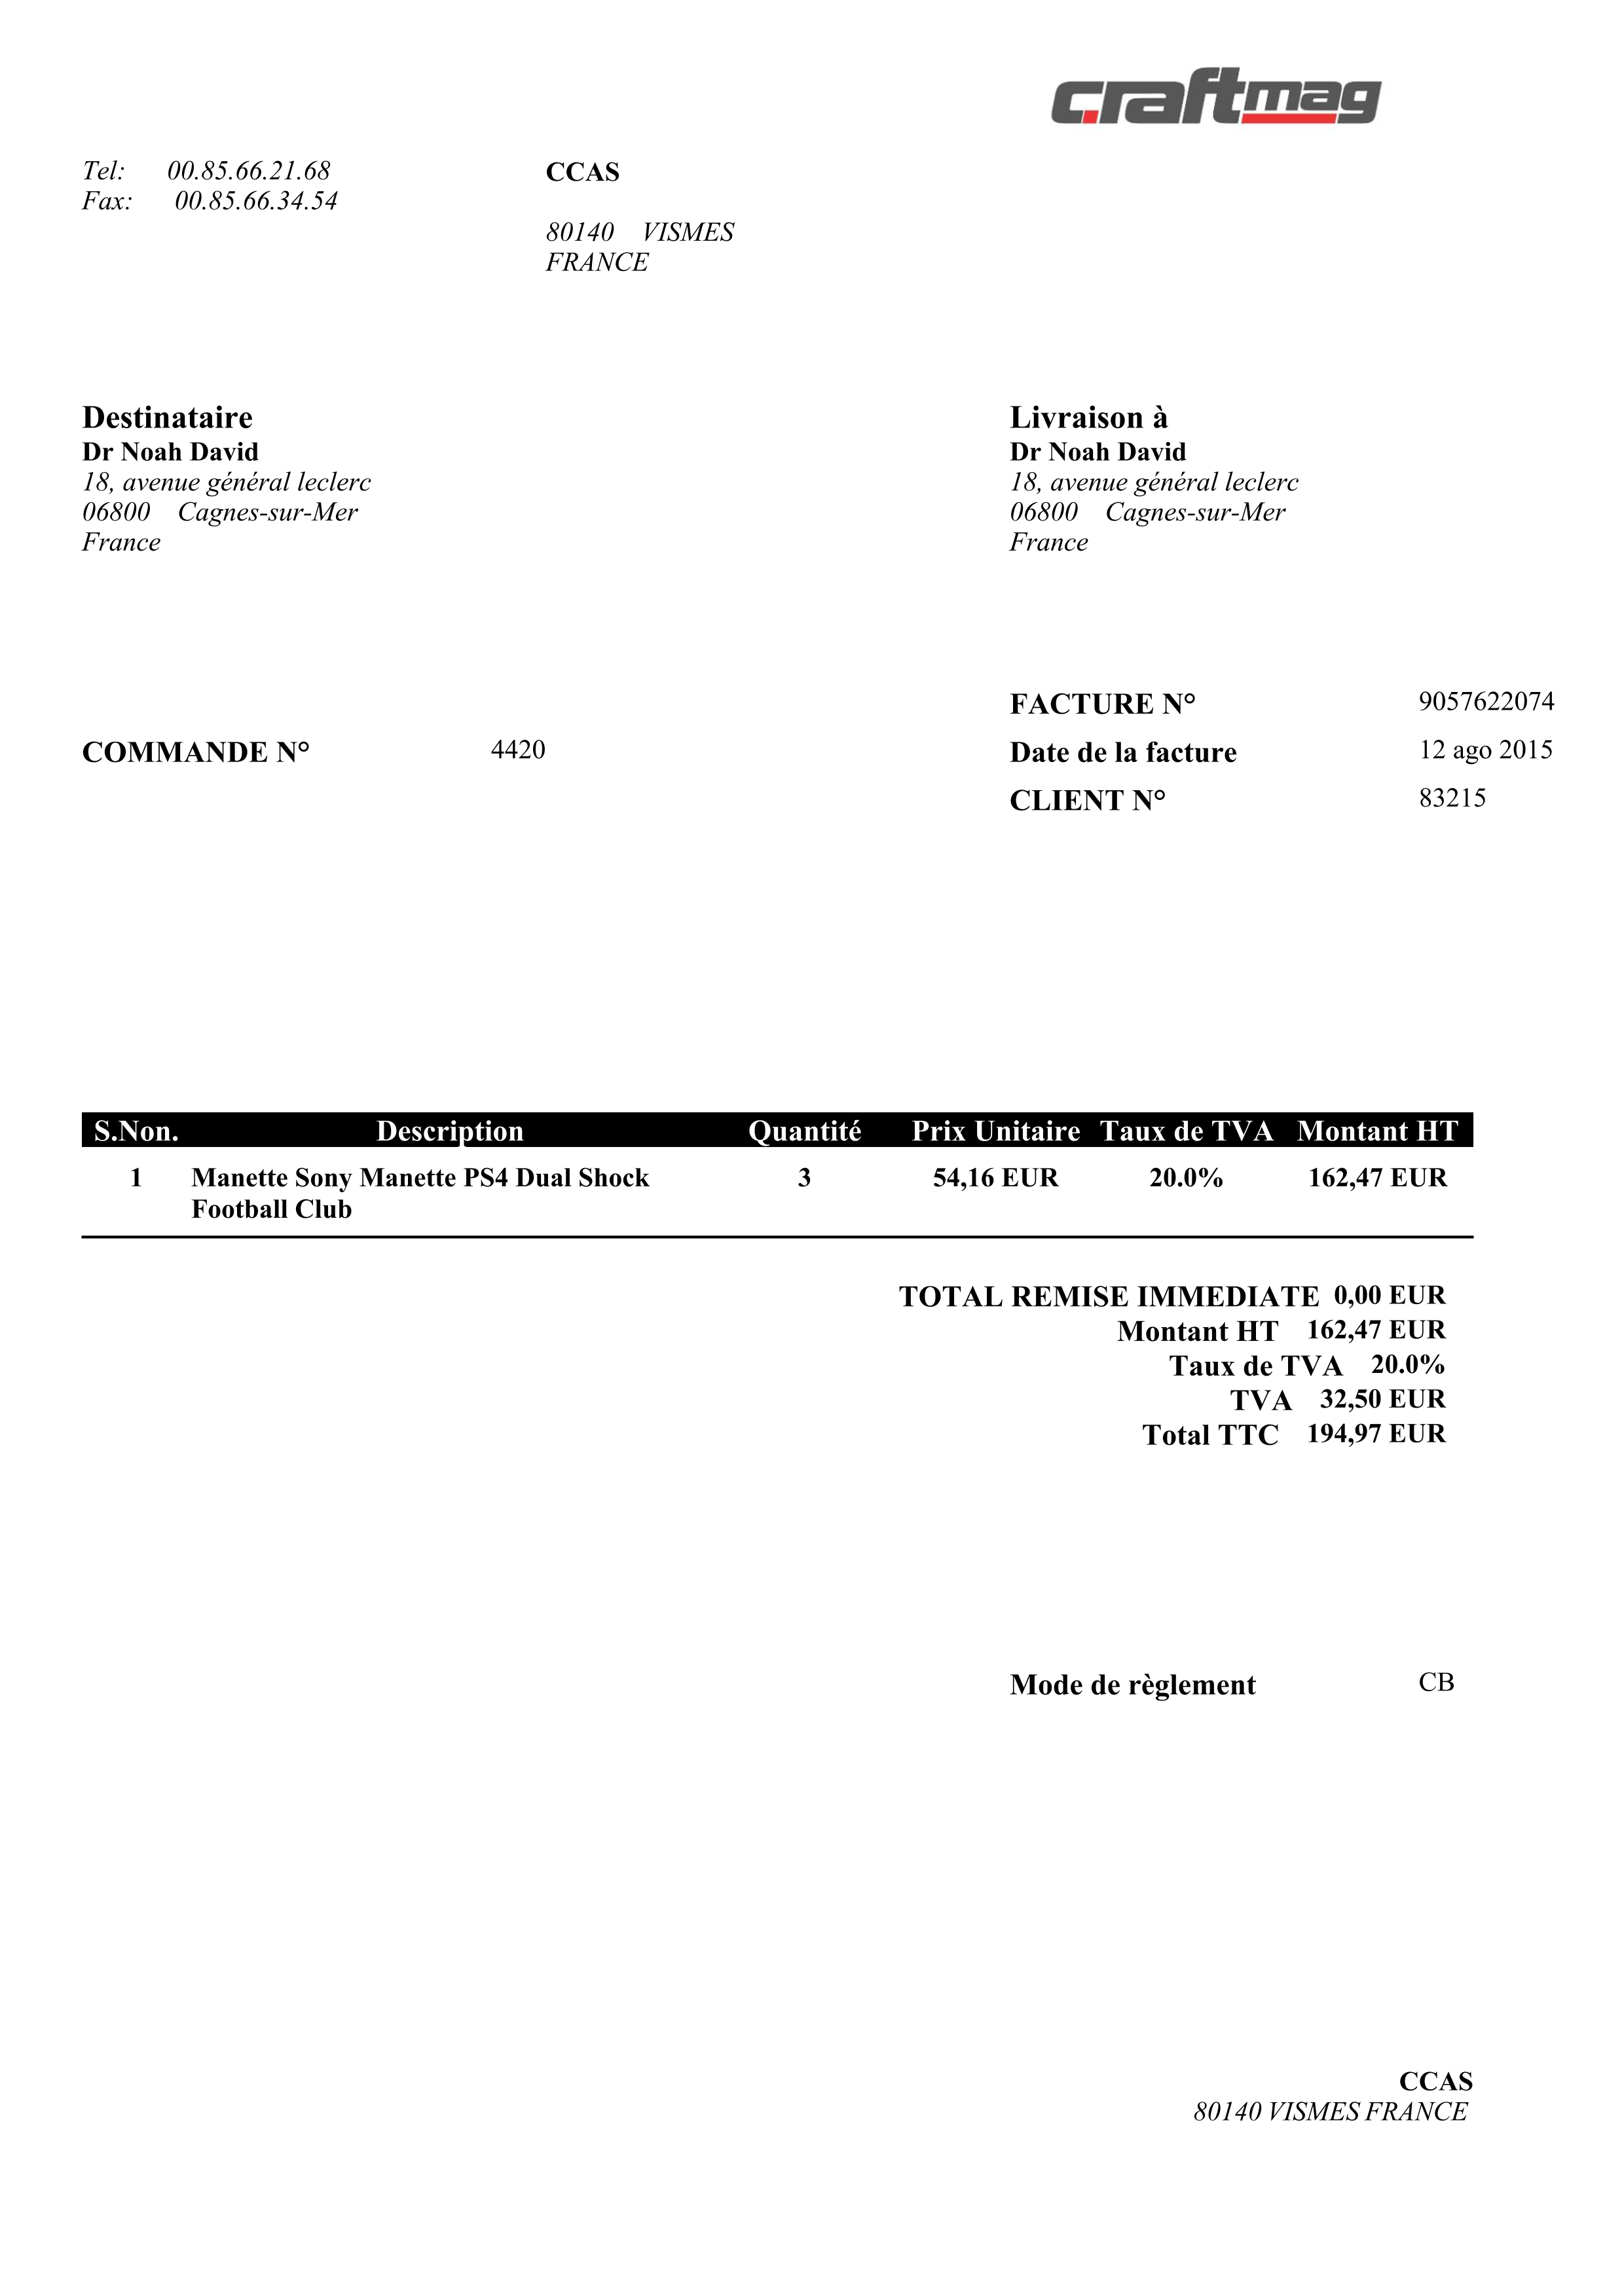 craftmag
Tel: 00.85.66.21.68
Fax: 00.85.66.34.54
CCAS
80140 VISMES
FRANCE
Destinataire
Dr Noah David
18, avenue général leclerc
06800 Cagnes-sur-Mer
France
Livraison à
Dr Noah David
18, avenue général leclerc
06800 Cagnes-sur-Mer
France
FACTURE N° 9057622074
COMMANDE N° 4420
Date de la facture 12 ago 2015
CLIENT N° 83215
S.Non. Description Quantité Prix Unitaire Taux de TVA Montant HT
1 Manette Sony Manette PS4 Dual Shock 3 54,16 EUR 20.0% 162,47 EUR
Football Club
TOTAL REMISE IMMEDIATE 0,00 EUR
Montant HT 162,47 EUR
Taux de TVA 20.0%
TVA 32,50 EUR
Total TTC 194,97 EUR
Mode de règlement CB
CCAS
80140 VISMES FRANCE